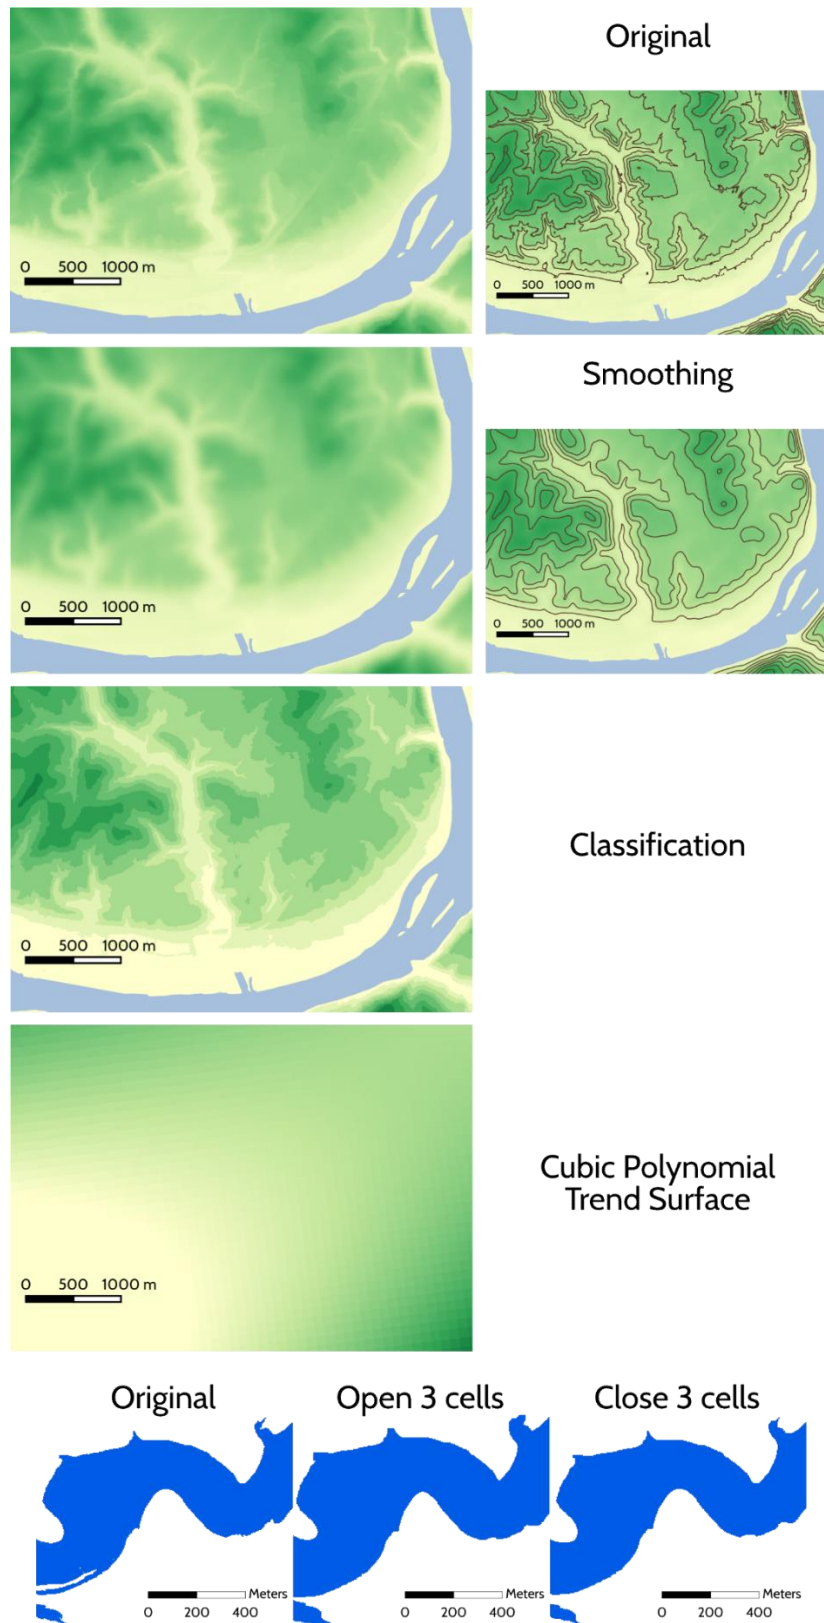 Original
0 500 1000 m
0 500 1000 m
Smoothing
0 500 1000 m
0 500 1000 m
Classification
0 500 1000 m
Cubic Polynomial
Trend Surface
0 500 1000 m
Original
Open 3 cells
Close 3 cells
Meters
0 200 400
Meters
0 200 400
Meters
0 200 400